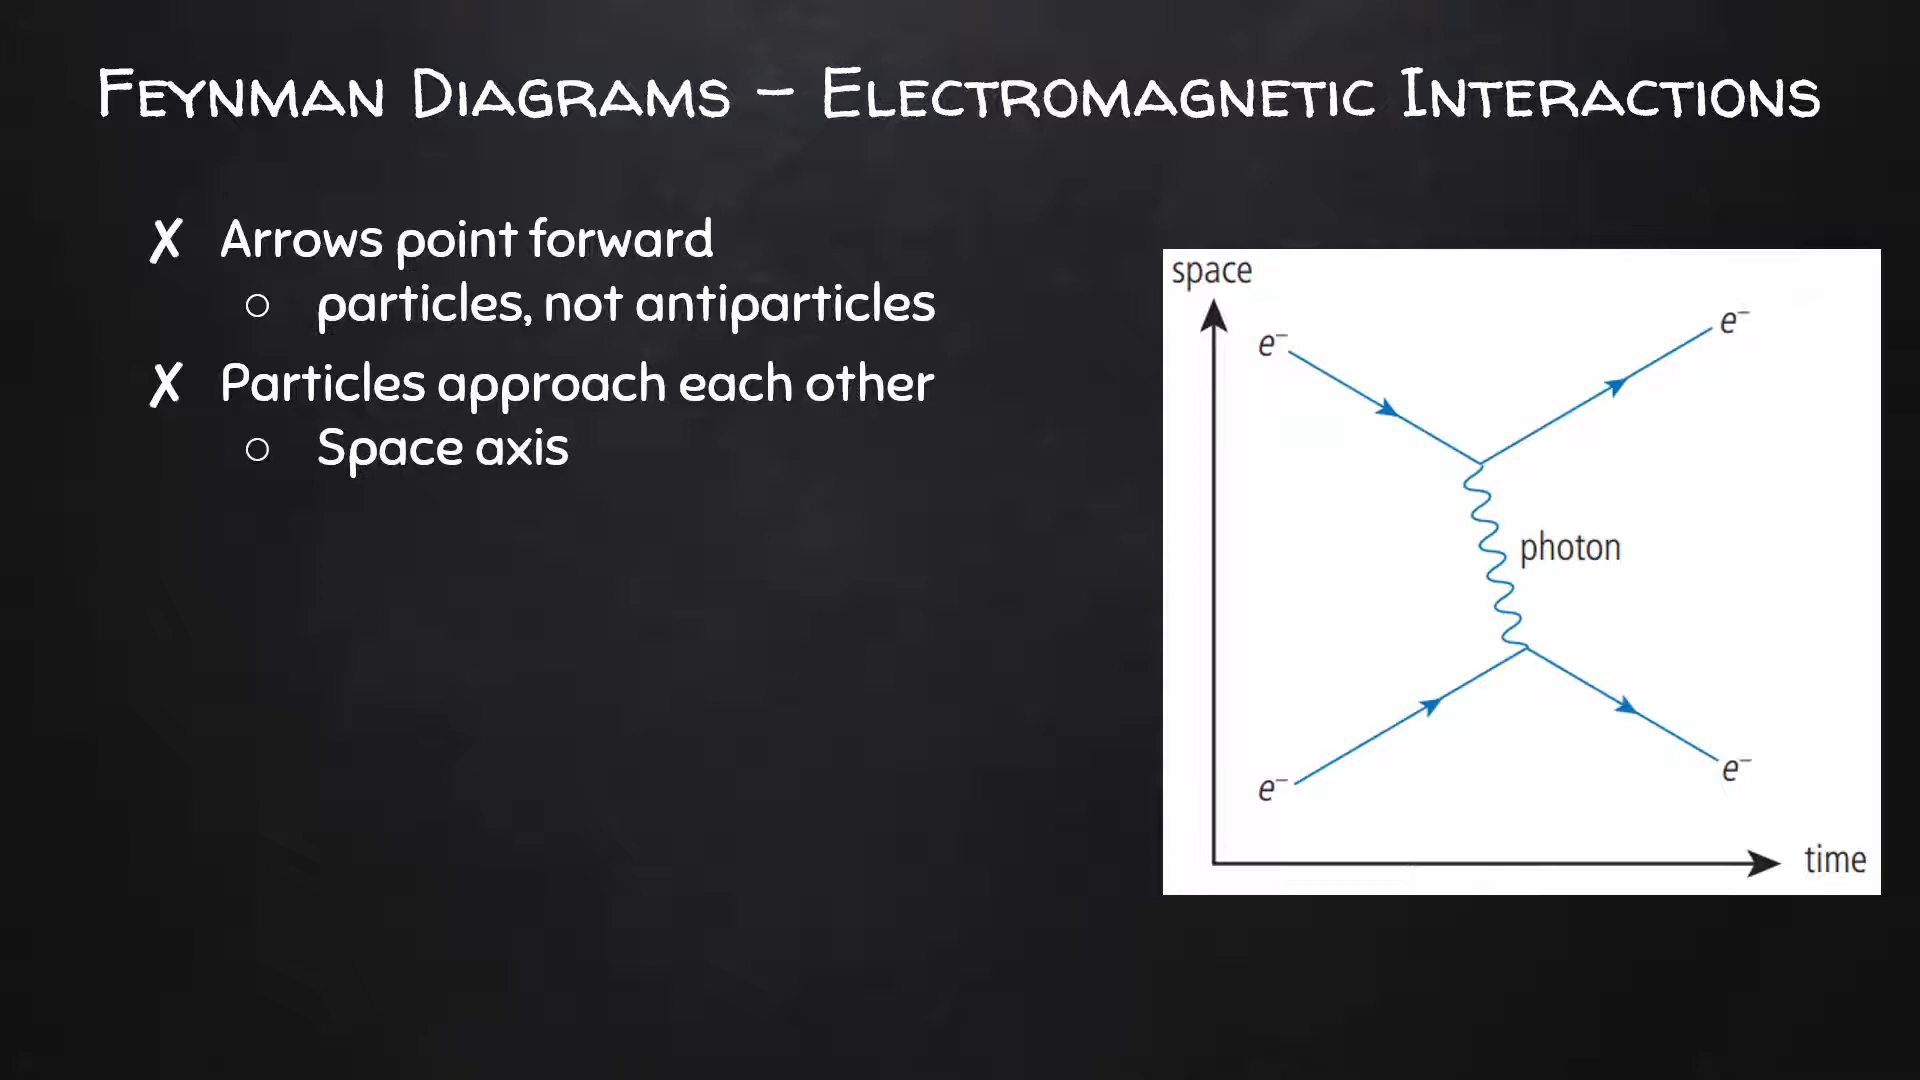 Feynman Diagrams – Electromagnetic Interactions
✗ Arrows point forward
○ particles, not antiparticles
✗ Particles approach each other
○ Space axis
space
e⁻
e⁻
photon
e⁻
e⁻
time